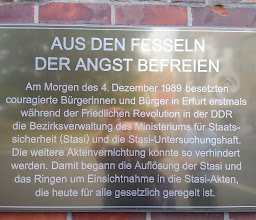 AUS DEN FESSELN
DER ANGST BEFREIEN
Am Morgen des 4. Dezember 1989 besetzten
couragierte Bürgerinnen und Bürger in Erfurt erstmals
während der Friedlichen Revolution in der DDR
die Bezirksverwaltung des Ministeriums für Staats-
sicherheit (Stasi) und die Stasi-Untersuchungshaft.
Die weitere Aktenvernichtung konnte so verhindert
werden. Damit begann die Auflösung der Stasi und
das Ringen um Einsichtnahme in die Stasi-Akten,
die heute für alle gesetzlich geregelt ist.